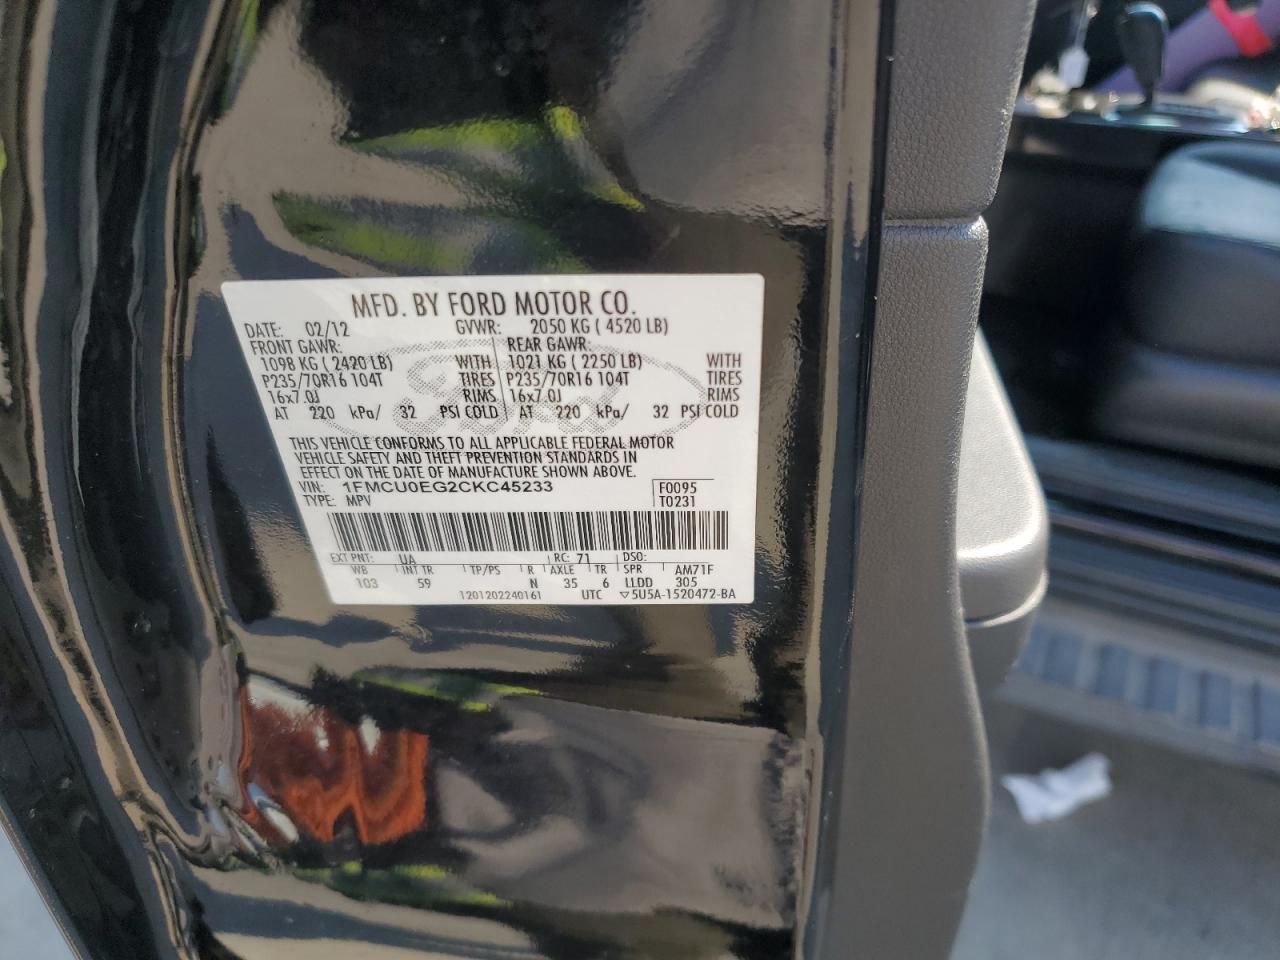 MFD. BY FORD MOTOR CO.
DATE: 02/12 GVWR: 2050 KG ( 4520 LB)
FRONT GAWR: REAR GAWR:
1098 KG ( 2420 LB) WITH 1021 KG ( 2250 LB) WITH
P235/70R16 104T TIRES P235/70R16 104T TIRES
16x7.0J RIMS 16x7.0J RIMS
AT 220 kPa/ 32 PSI COLD AT 220 kPa/ 32 PSI COLD
Ford
THIS VEHICLE CONFORMS TO ALL APPLICABLE FEDERAL MOTOR
VEHICLE SAFETY AND THEFT PREVENTION STANDARDS IN
EFFECT ON THE DATE OF MANUFACTURE SHOWN ABOVE.
VIN: 1FMCU0EG2CKC45233 F0095
TYPE: MPV T0231
EXT PNT: UA RC: 71 DSO:
WB INT TR TP/PS R AXLE TR SPR AM71F
103 59 N 35 6 LLDD 305
1201202240161 UTC ▽5U5A-1520472-BA